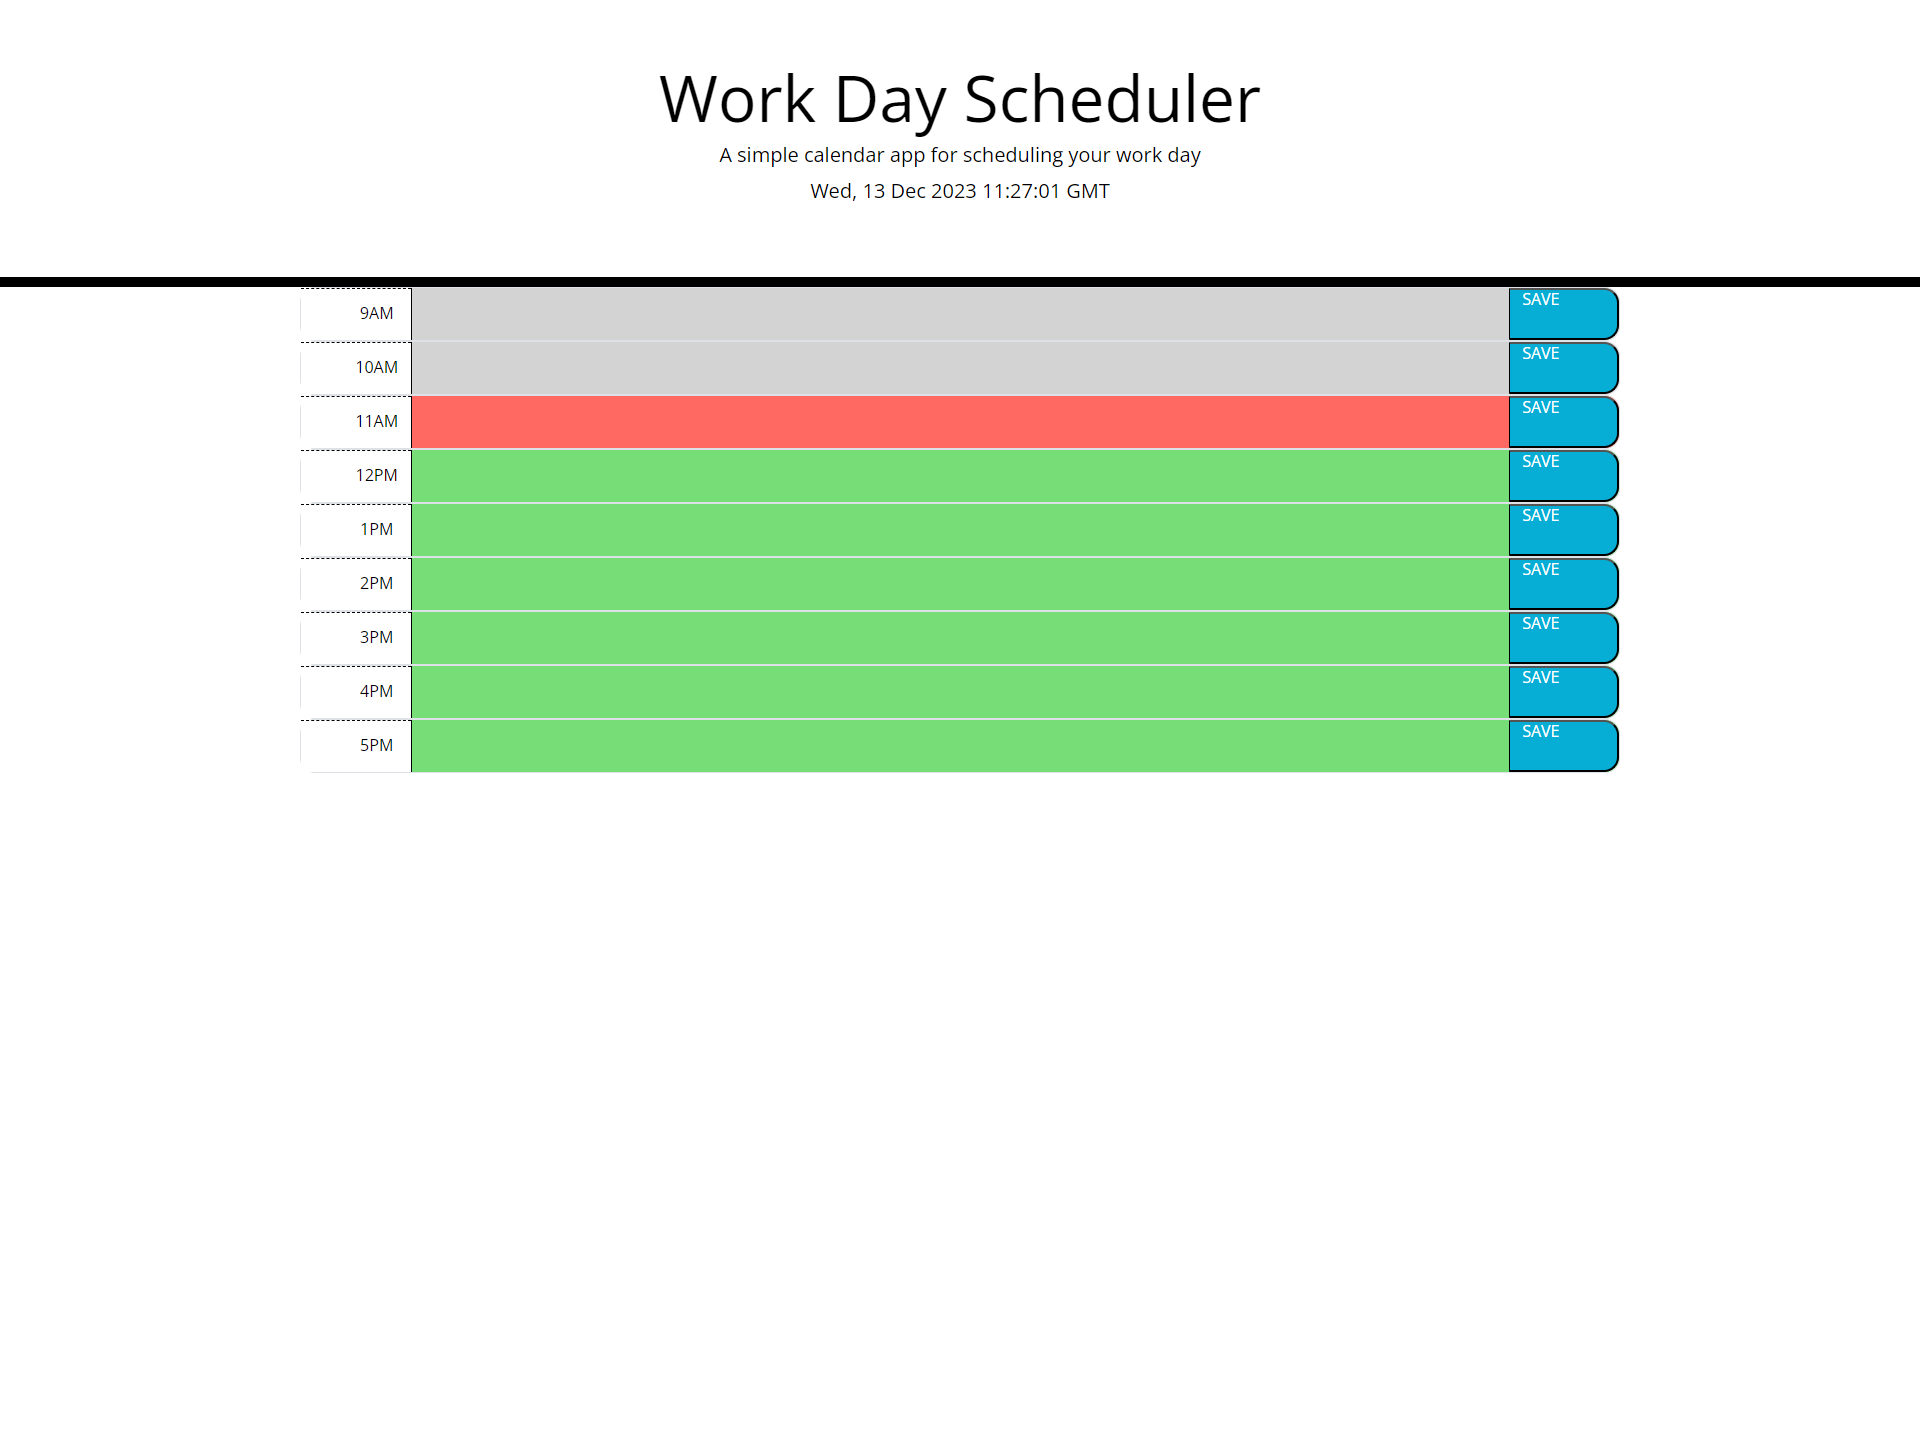 Work Day Scheduler
A simple calendar app for scheduling your work day
Wed, 13 Dec 2023 11:27:01 GMT
9AM SAVE
10AM SAVE
11AM SAVE
12PM SAVE
1PM SAVE
2PM SAVE
3PM SAVE
4PM SAVE
5PM SAVE